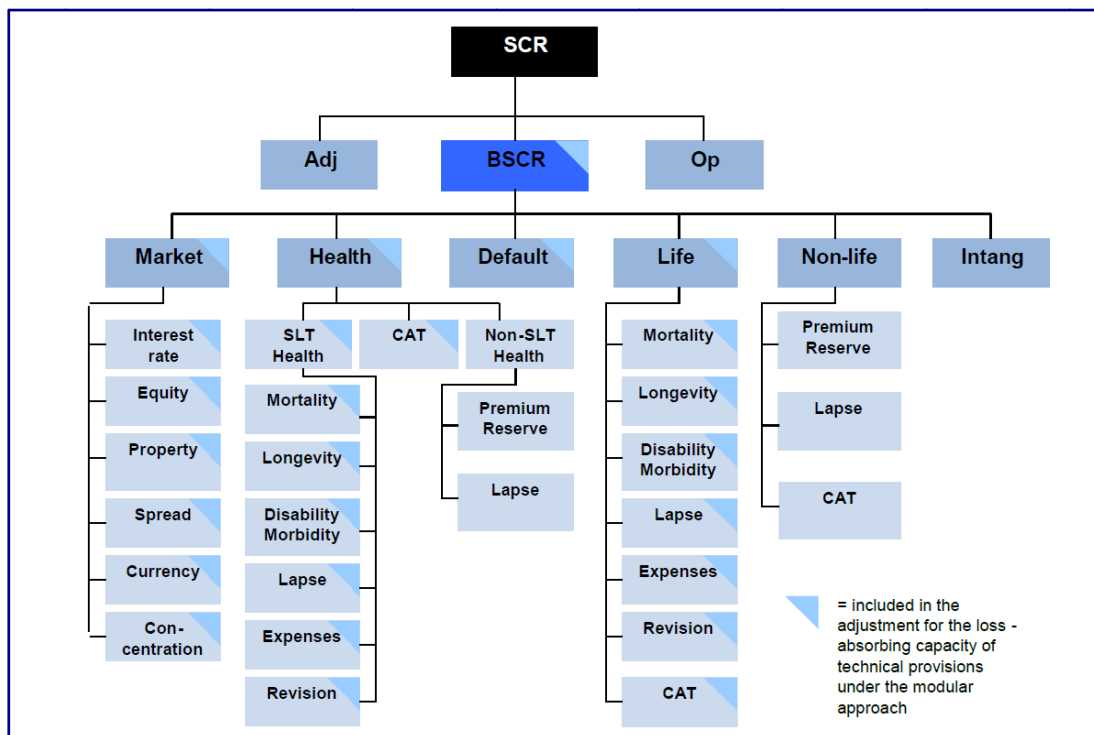 SCR
Adj
BSCR
Op
Market
Health
Default
Life
Non-life
Intang
Interest
rate
Equity
Property
Spread
Currency
Con-
centration
SLT
Health
CAT
Non-SLT
Health
Mortality
Longevity
Disability
Morbidity
Lapse
Expenses
Revision
Premium
Reserve
Lapse
Mortality
Longevity
Disability
Morbidity
Lapse
Expenses
Revision
CAT
Premium
Reserve
Lapse
CAT
= included in the
adjustment for the loss -
absorbing capacity of
technical provisions
under the modular
approach